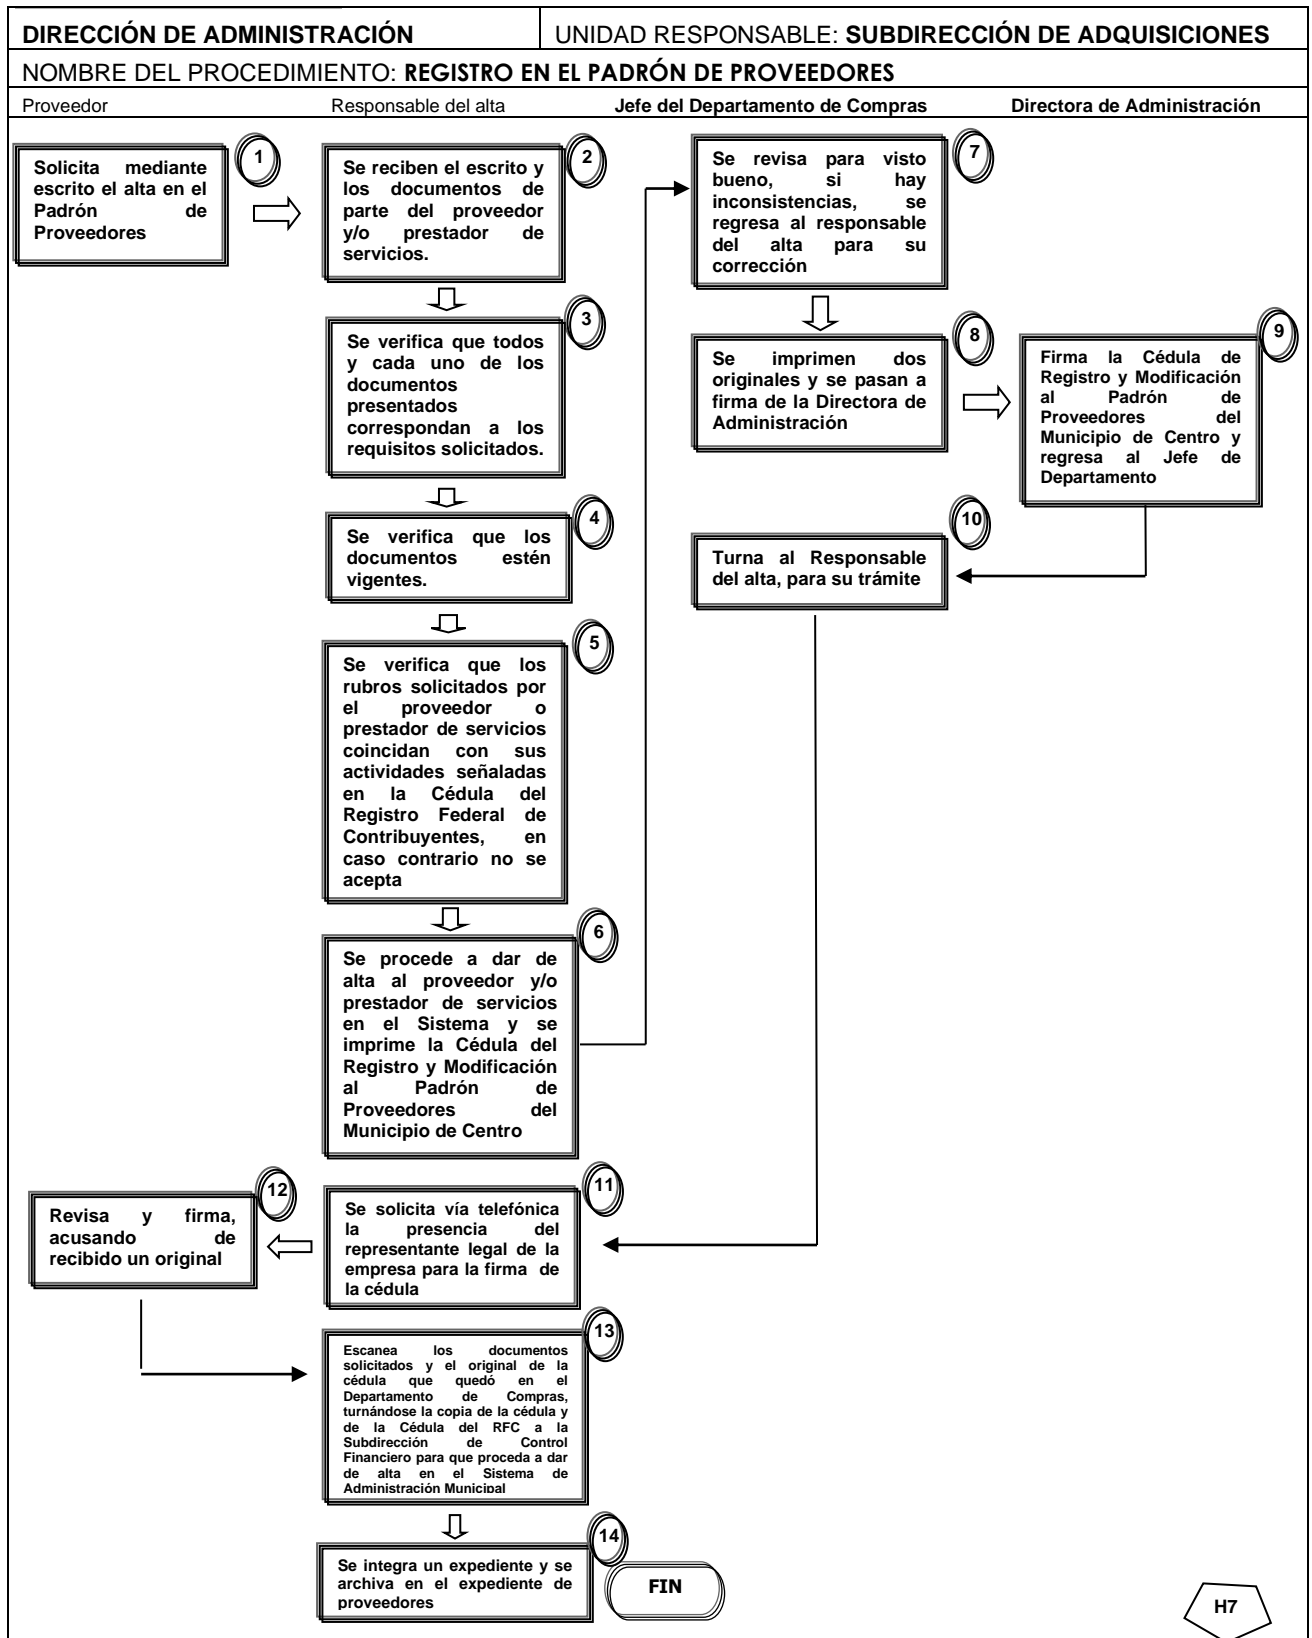 DIRECCIÓN DE ADMINISTRACIÓN
UNIDAD RESPONSABLE: SUBDIRECCIÓN DE ADQUISICIONES
NOMBRE DEL PROCEDIMIENTO: REGISTRO EN EL PADRÓN DE PROVEEDORES
Proveedor
Responsable del alta
Jefe del Departamento de Compras
Directora de Administración
1
Solicita mediante
escrito el alta en el
Padrón de
Proveedores
2
Se reciben el escrito y
los documentos de
parte del proveedor
y/o prestador de
servicios.
3
Se verifica que todos
y cada uno de los
documentos
presentados
correspondan a los
requisitos solicitados.
4
Se verifica que los
documentos estén
vigentes.
5
Se verifica que los
rubros solicitados por
el proveedor o
prestador de servicios
coincidan con sus
actividades señaladas
en la Cédula del
Registro Federal de
Contribuyentes, en
caso contrario no se
acepta
6
Se procede a dar de
alta al proveedor y/o
prestador de servicios
en el Sistema y se
imprime la Cédula del
Registro y Modificación
al Padrón de
Proveedores del
Municipio de Centro
7
Se revisa para visto
bueno, si hay
inconsistencias, se
regresa al responsable
del alta para su
corrección
8
Se imprimen dos
originales y se pasan a
firma de la Directora de
Administración
9
Firma la Cédula de
Registro y Modificación
al Padrón de
Proveedores del
Municipio de Centro y
regresa al Jefe de
Departamento
10
Turna al Responsable
del alta, para su trámite
11
Se solicita vía telefónica
la presencia del
representante legal de la
empresa para la firma de
la cédula
12
Revisa y firma,
acusando de
recibido un original
13
Escanea los documentos
solicitados y el original de la
cédula que quedó en el
Departamento de Compras,
turnándose la copia de la cédula y
de la Cédula del RFC a la
Subdirección de Control
Financiero para que proceda a dar
de alta en el Sistema de
Administración Municipal
14
Se integra un expediente y se
archiva en el expediente de
proveedores
FIN
H7